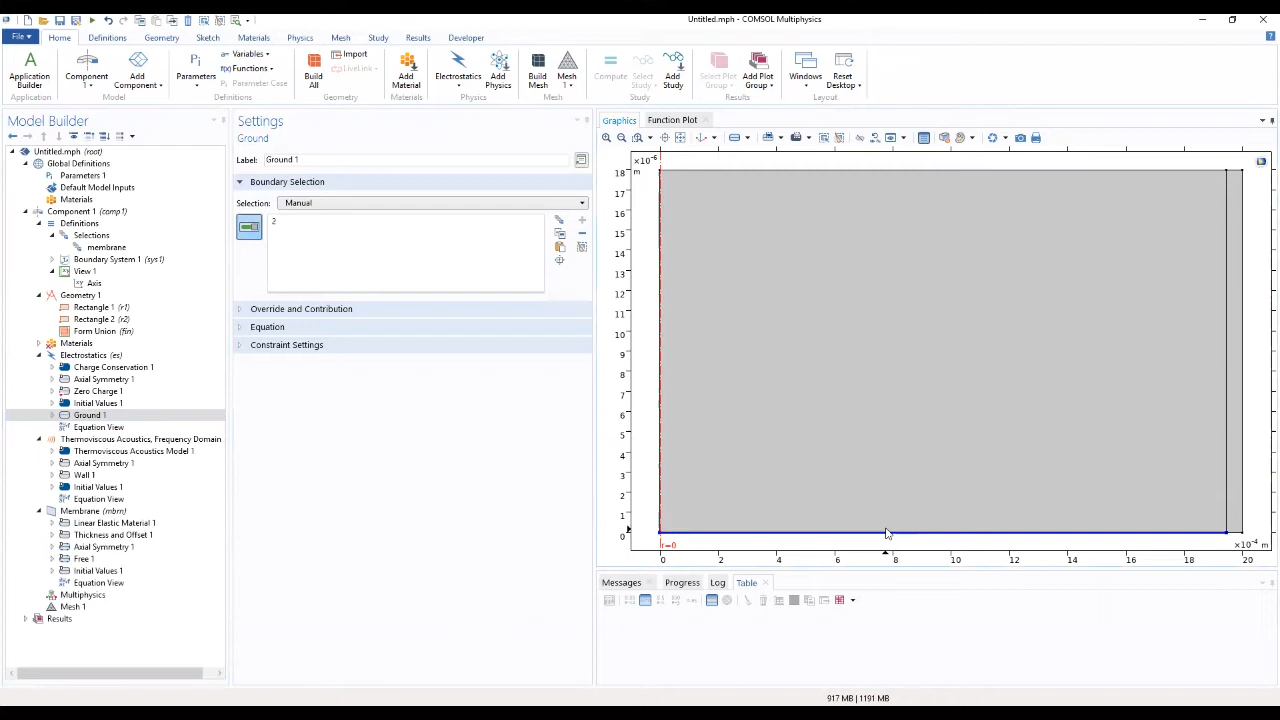 Untitled.mph - COMSOL Multiphysics
File
Home
Definitions
Geometry
Sketch
Materials
Physics
Mesh
Study
Results
Developer
Application Builder
Component 1
Add Component
Parameters
Variables
Functions
Parameter Case
Build All
Import
LiveLink
Add Material
Electrostatics
Add Physics
Build Mesh
Mesh 1
Compute
Select Study
Add Study
Select Plot Group
Add Plot Group
Windows
Reset Desktop
Application
Model
Definitions
Geometry
Materials
Physics
Mesh
Study
Results
Layout
Model Builder
Untitled.mph (root)
Global Definitions
Parameters 1
Default Model Inputs
Materials
Component 1 (comp1)
Definitions
Selections
membrane
Boundary System 1 (sys1)
View 1
Axis
Geometry 1
Rectangle 1 (r1)
Rectangle 2 (r2)
Form Union (fin)
Materials
Electrostatics (es)
Charge Conservation 1
Axial Symmetry 1
Zero Charge 1
Initial Values 1
Ground 1
Equation View
Thermoviscous Acoustics, Frequency Domain
Thermoviscous Acoustics Model 1
Axial Symmetry 1
Wall 1
Initial Values 1
Equation View
Membrane (mbrn)
Linear Elastic Material 1
Thickness and Offset 1
Axial Symmetry 1
Free 1
Initial Values 1
Equation View
Multiphysics
Mesh 1
Results
Settings
Ground
Label: Ground 1
Boundary Selection
Selection: Manual
2
Override and Contribution
Equation
Constraint Settings
Graphics
Function Plot
×10⁻⁶
m
18
17
16
15
14
13
12
11
10
9
8
7
6
5
4
3
2
1
0
r=0
×10⁻⁴ m
0 2 4 6 8 10 12 14 16 18 20
Messages
Progress
Log
Table
917 MB | 1191 MB